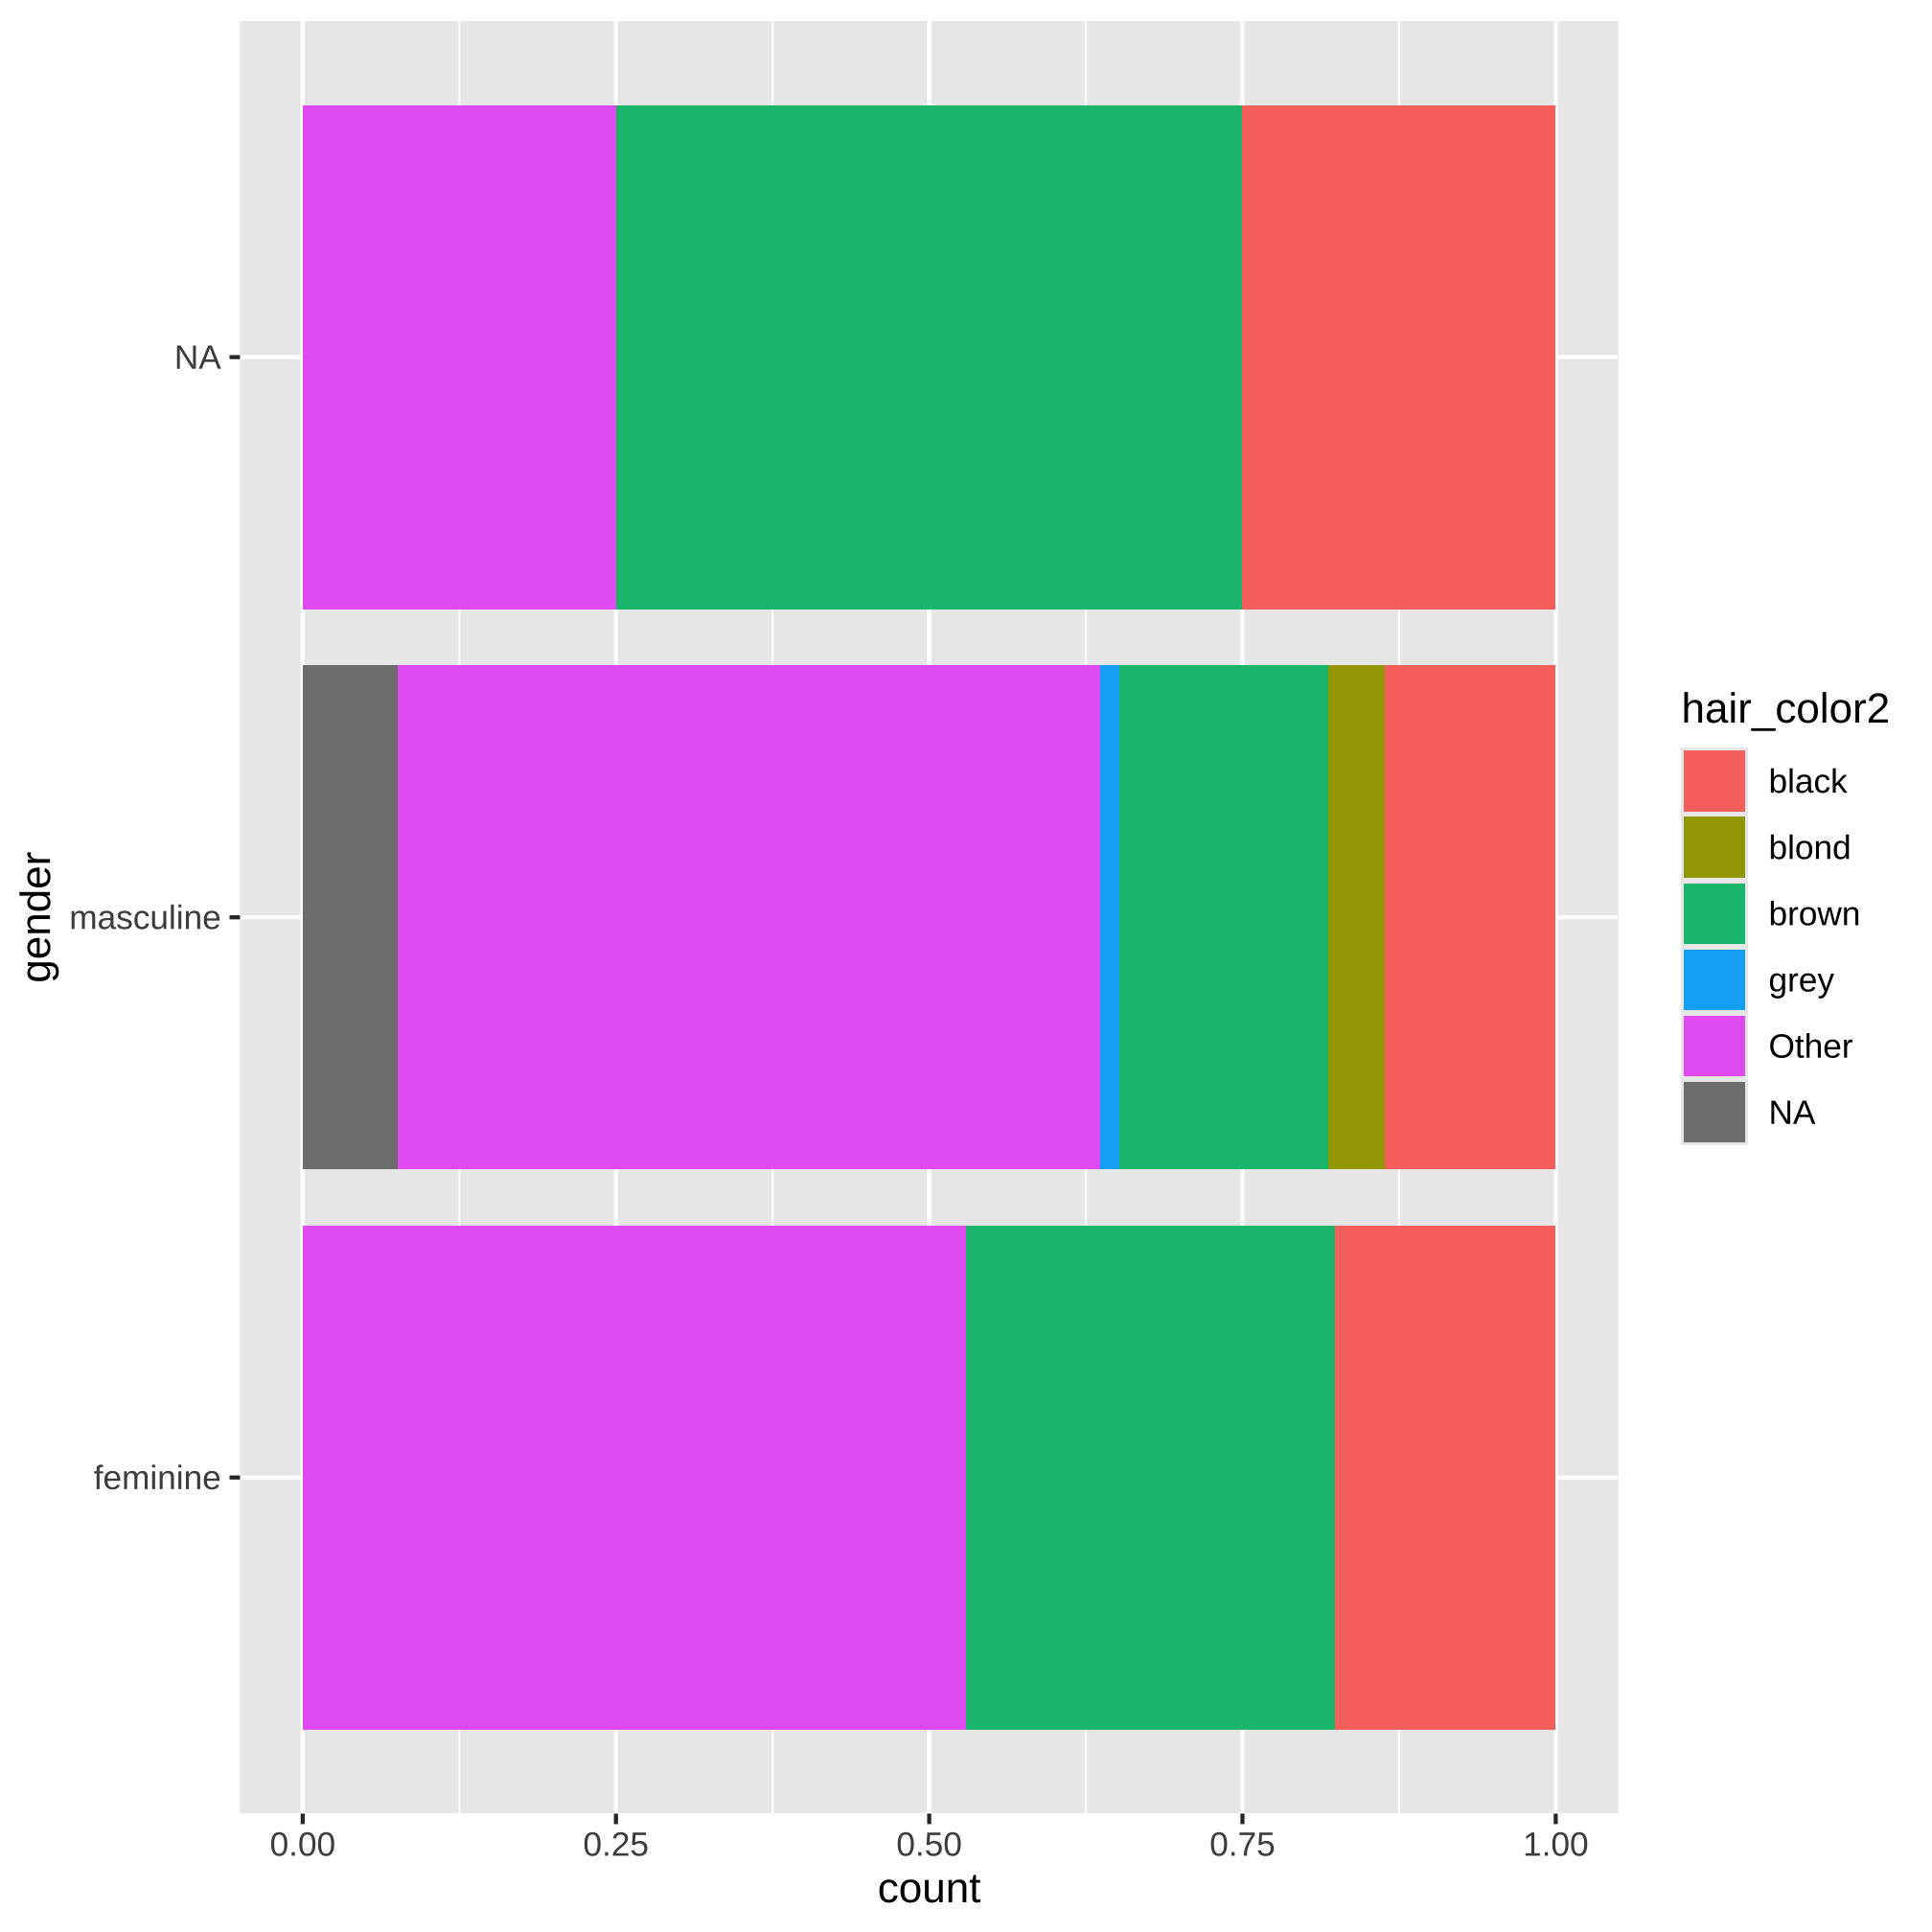 NA
masculine
feminine
gender
0.00 0.25 0.50 0.75 1.00
count
hair_color2
black
blond
brown
grey
Other
NA